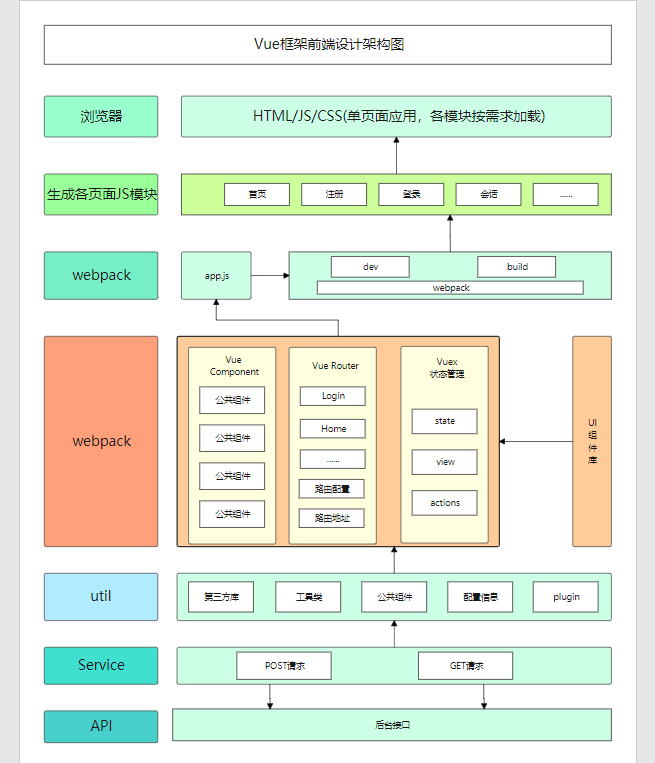 Vue框架前端设计架构图
浏览器
HTML/JS/CSS(单页面应用，各模块按需求加载)
生成各页面JS模块
首页
注册
登录
会话
......
webpack
app.js
dev
build
webpack
webpack
Vue
Component
公共组件
公共组件
公共组件
公共组件
Vue Router
Login
Home
......
路由配置
路由地址
Vuex
状态管理
state
view
actions
UI
组
件
库
util
第三方库
工具类
公共组件
配置信息
plugin
Service
POST请求
GET请求
API
后台接口